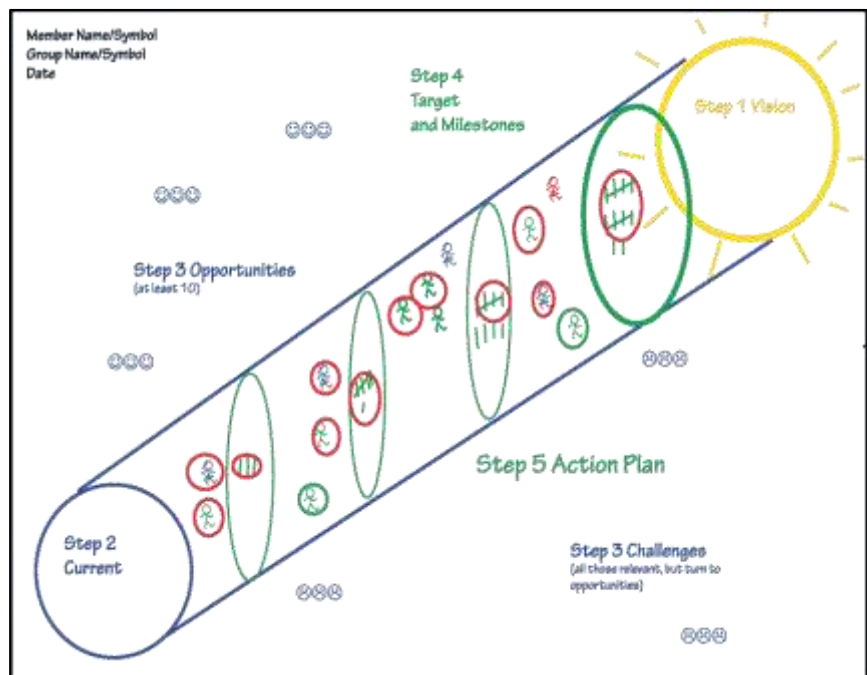 Member Name/Symbol
Group Name/Symbol
Date
Step 4
Target
and Milestones
Step 1 Vision
Step 3 Opportunities
(at least 10)
Step 5 Action Plan
Step 2
Current
Step 3 Challenges
(all those relevant, but turn to
opportunities)